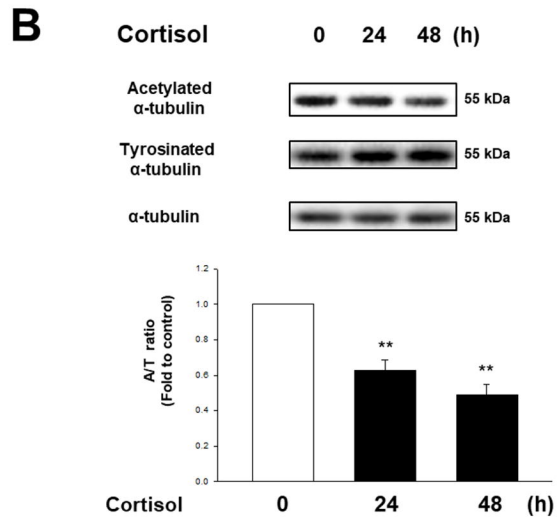 B
Cortisol 0 24 48 (h)
Acetylated
α-tubulin
55 kDa
Tyrosinated
α-tubulin
55 kDa
α-tubulin
55 kDa
A/T ratio
(Fold to control)
1.2
1.0
0.8
0.6
0.4
0.2
0.0
**
**
Cortisol 0 24 48 (h)